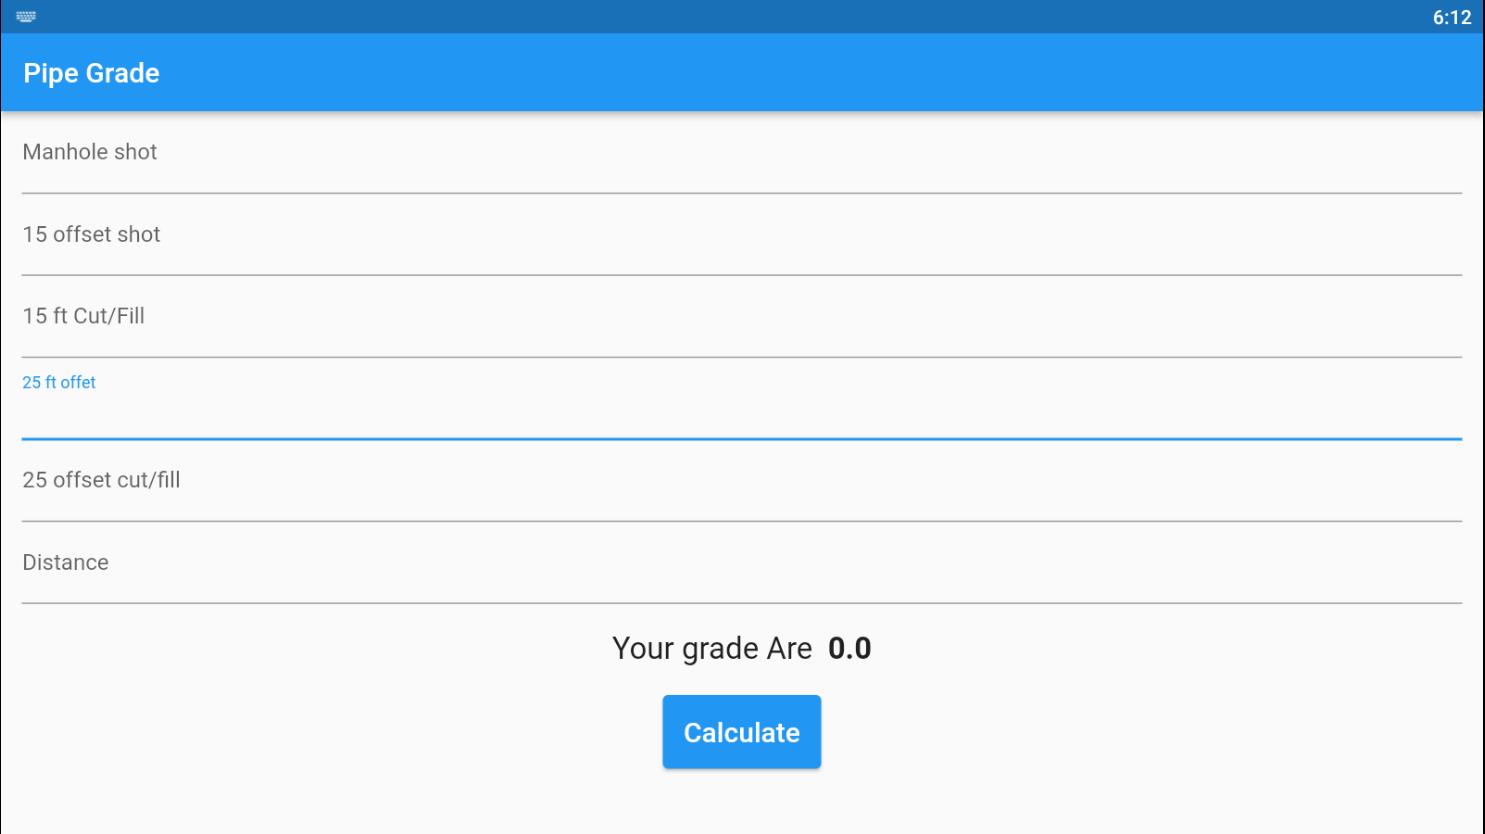 6:12
Pipe Grade
Manhole shot
15 offset shot
15 ft Cut/Fill
25 ft offet
25 offset cut/fill
Distance
Your grade Are 0.0
Calculate